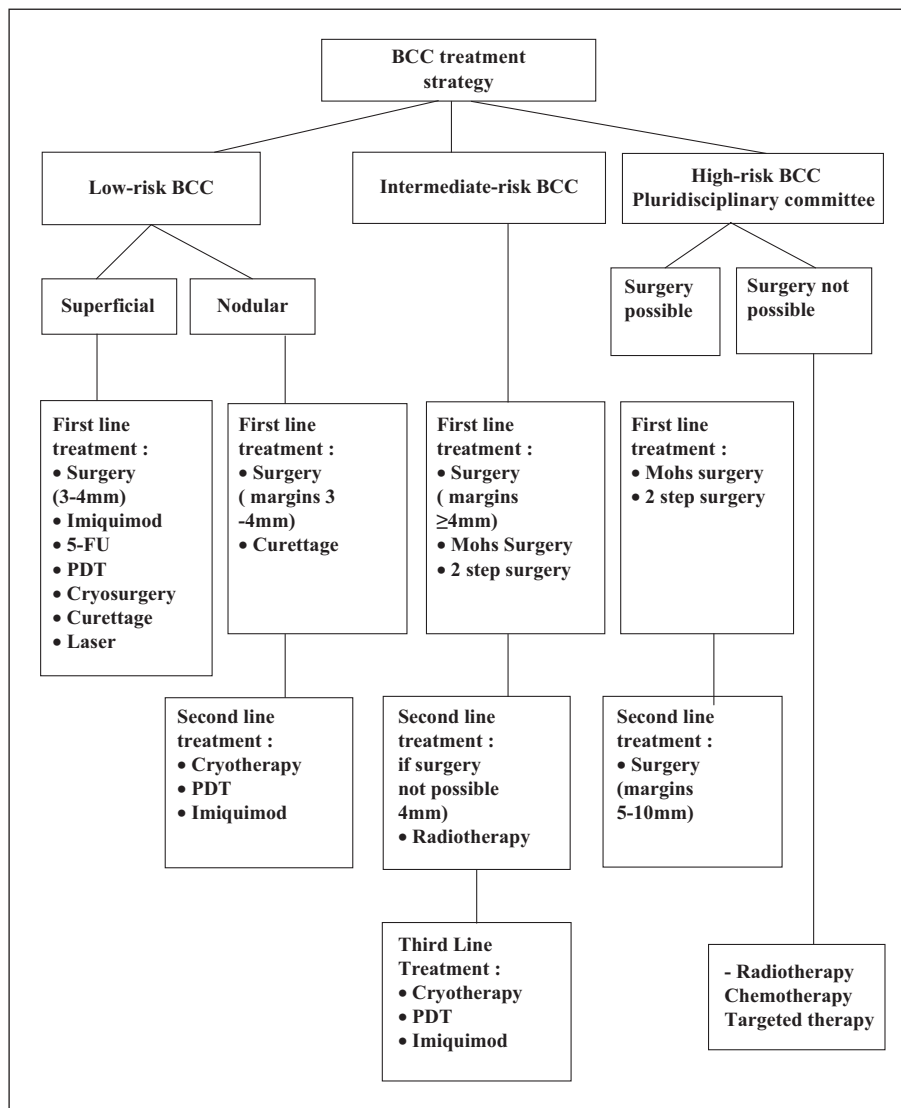 BCC treatment
strategy
Low-risk BCC
Intermediate-risk BCC
High-risk BCC
Pluridisciplinary committee
Superficial
Nodular
Surgery
possible
Surgery not
possible
First line
treatment :
• Surgery
(3-4mm)
• Imiquimod
• 5-FU
• PDT
• Cryosurgery
• Curettage
• Laser
First line
treatment :
• Surgery
( margins 3
-4mm)
• Curettage
First line
treatment :
• Surgery
( margins
≥4mm)
• Mohs Surgery
• 2 step surgery
First line
treatment :
• Mohs surgery
• 2 step surgery
Second line
treatment :
• Cryotherapy
• PDT
• Imiquimod
Second line
treatment :
if surgery
not possible
4mm)
• Radiotherapy
Second line
treatment :
• Surgery
(margins
5-10mm)
Third Line
Treatment :
• Cryotherapy
• PDT
• Imiquimod
- Radiotherapy
Chemotherapy
Targeted therapy